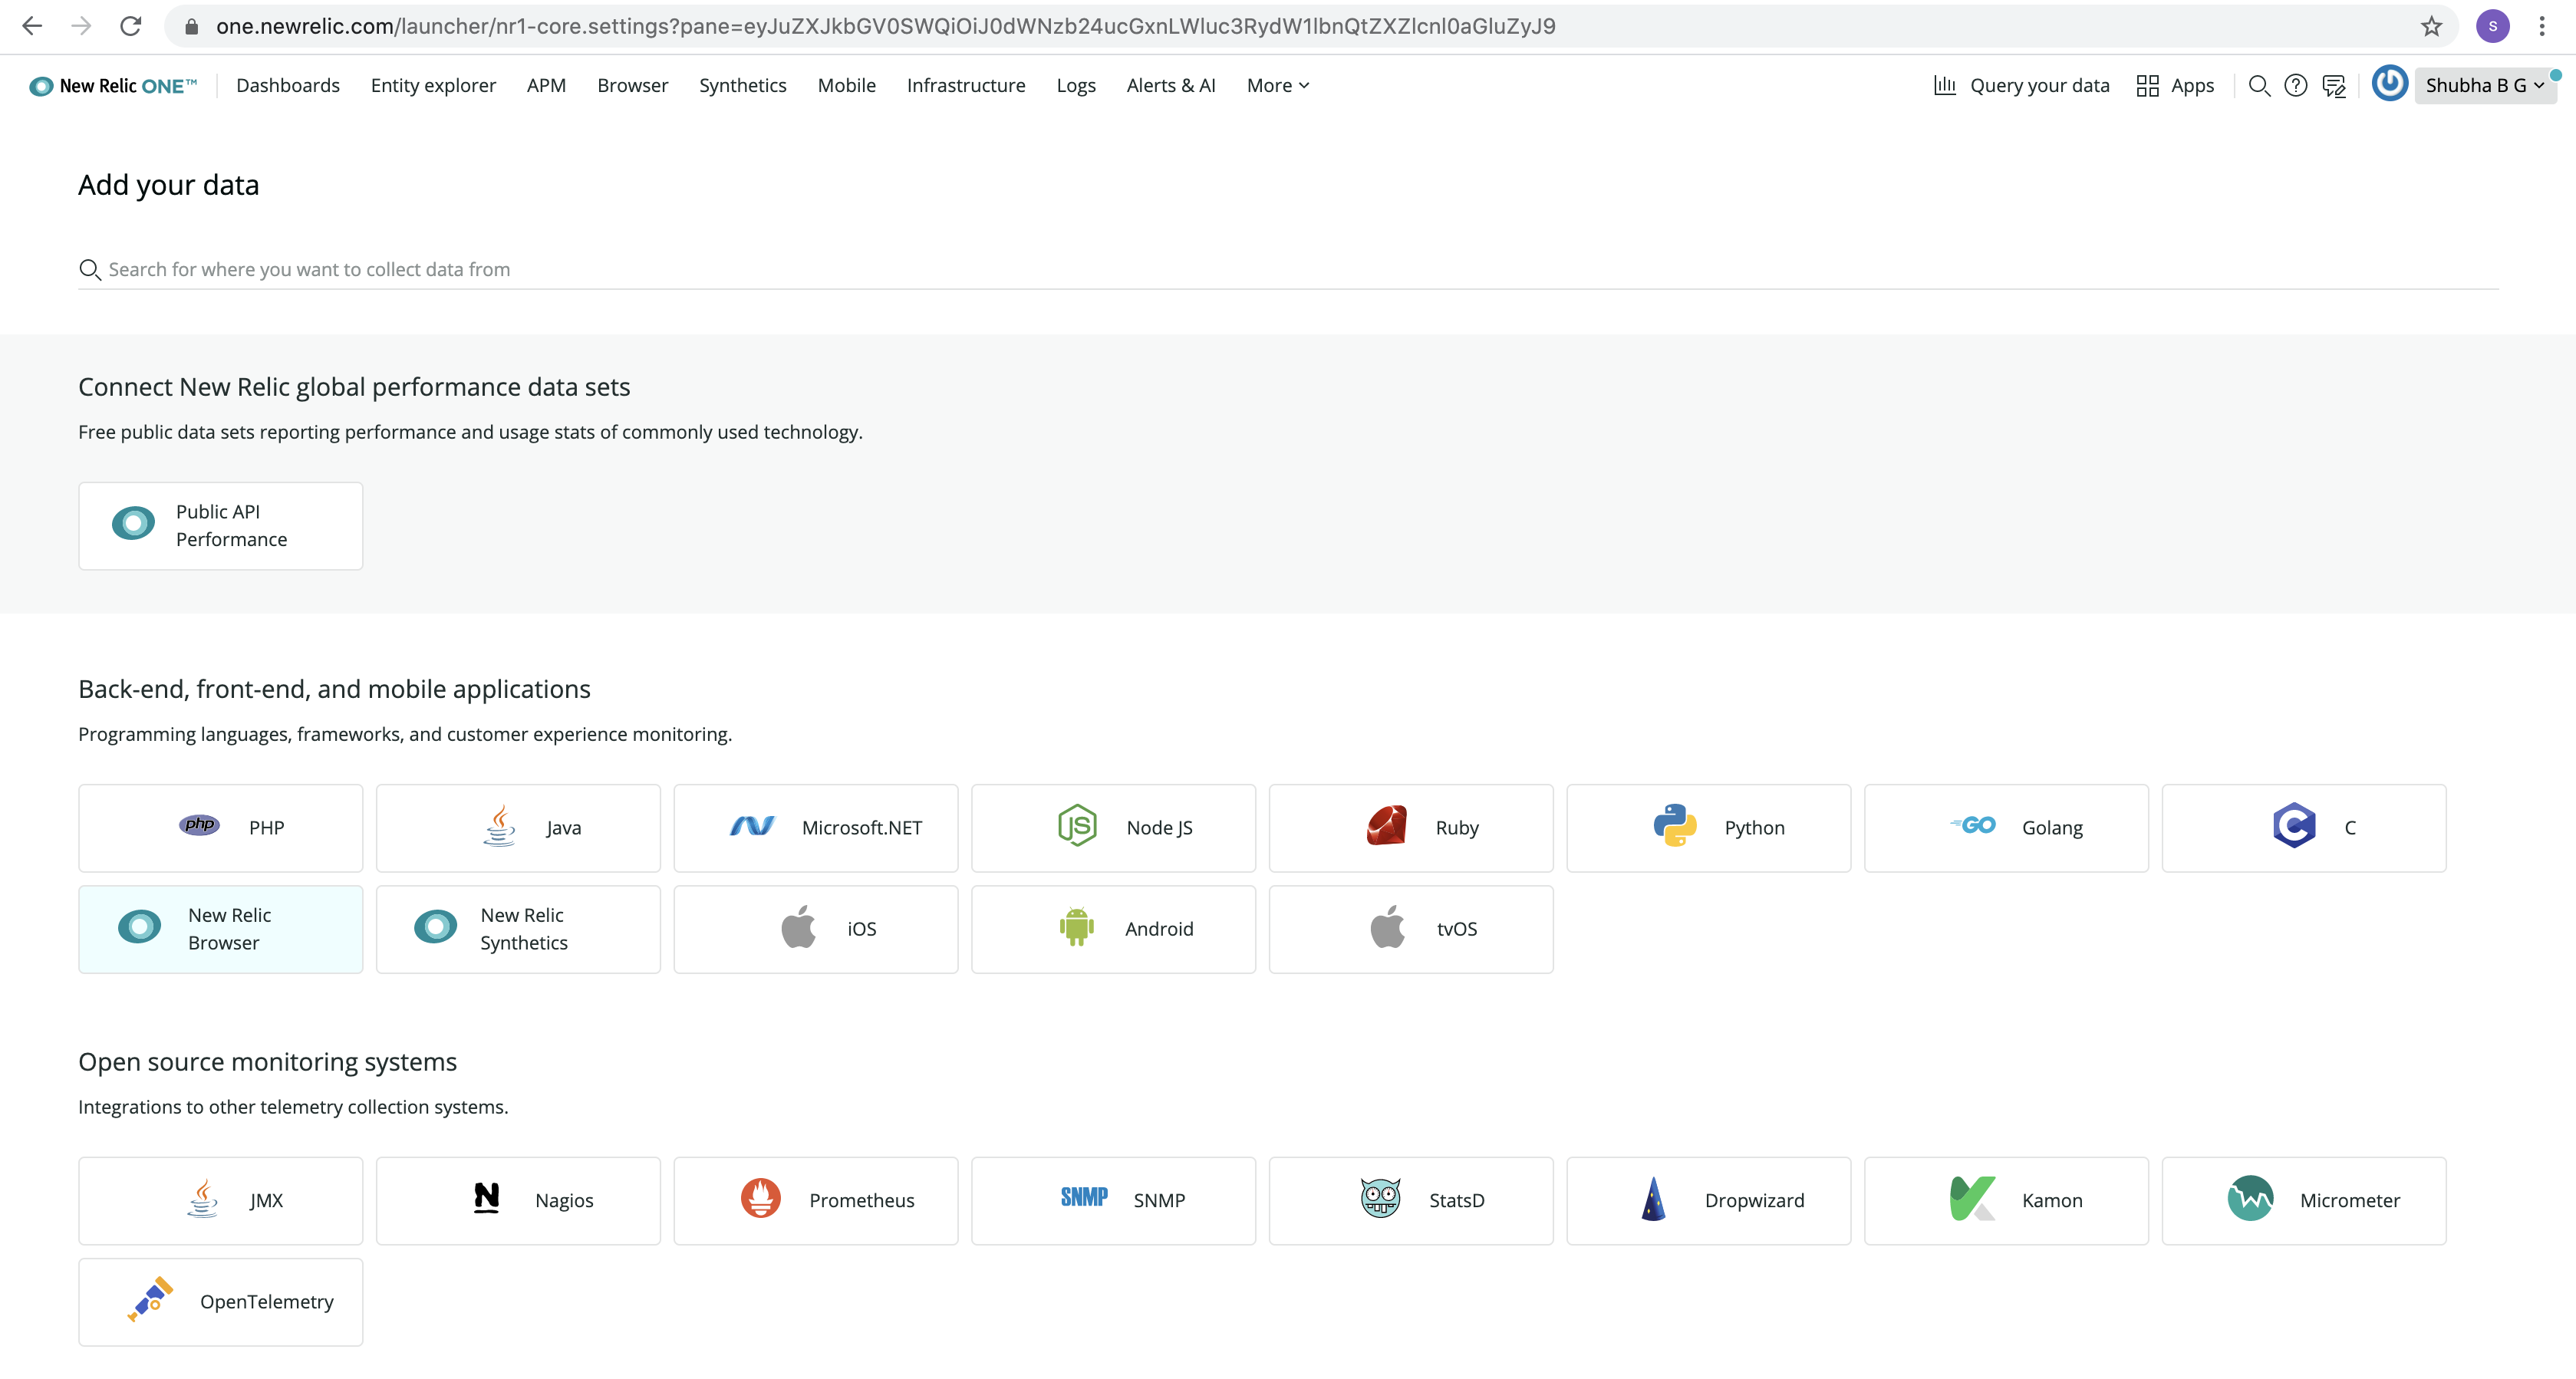 one.newrelic.com/launcher/nr1-core.settings?pane=eyJuZXJkbGV0SWQiOiJ0dWNzb24ucGxnLWluc3RydW1lbnQtZXZlcnl0aGluZyJ9
S
New Relic ONE™
Dashboards
Entity explorer
APM
Browser
Synthetics
Mobile
Infrastructure
Logs
Alerts & AI
More
Query your data
Apps
Shubha B G
Add your data
Search for where you want to collect data from
Connect New Relic global performance data sets
Free public data sets reporting performance and usage stats of commonly used technology.
Public API
Performance
Back-end, front-end, and mobile applications
Programming languages, frameworks, and customer experience monitoring.
php PHP
Java
Microsoft.NET
JS Node JS
Ruby
Python
GO Golang
C C
New Relic
Browser
New Relic
Synthetics
iOS
Android
tvOS
Open source monitoring systems
Integrations to other telemetry collection systems.
JMX
N Nagios
Prometheus
SNMP SNMP
StatsD
Dropwizard
Kamon
Micrometer
OpenTelemetry